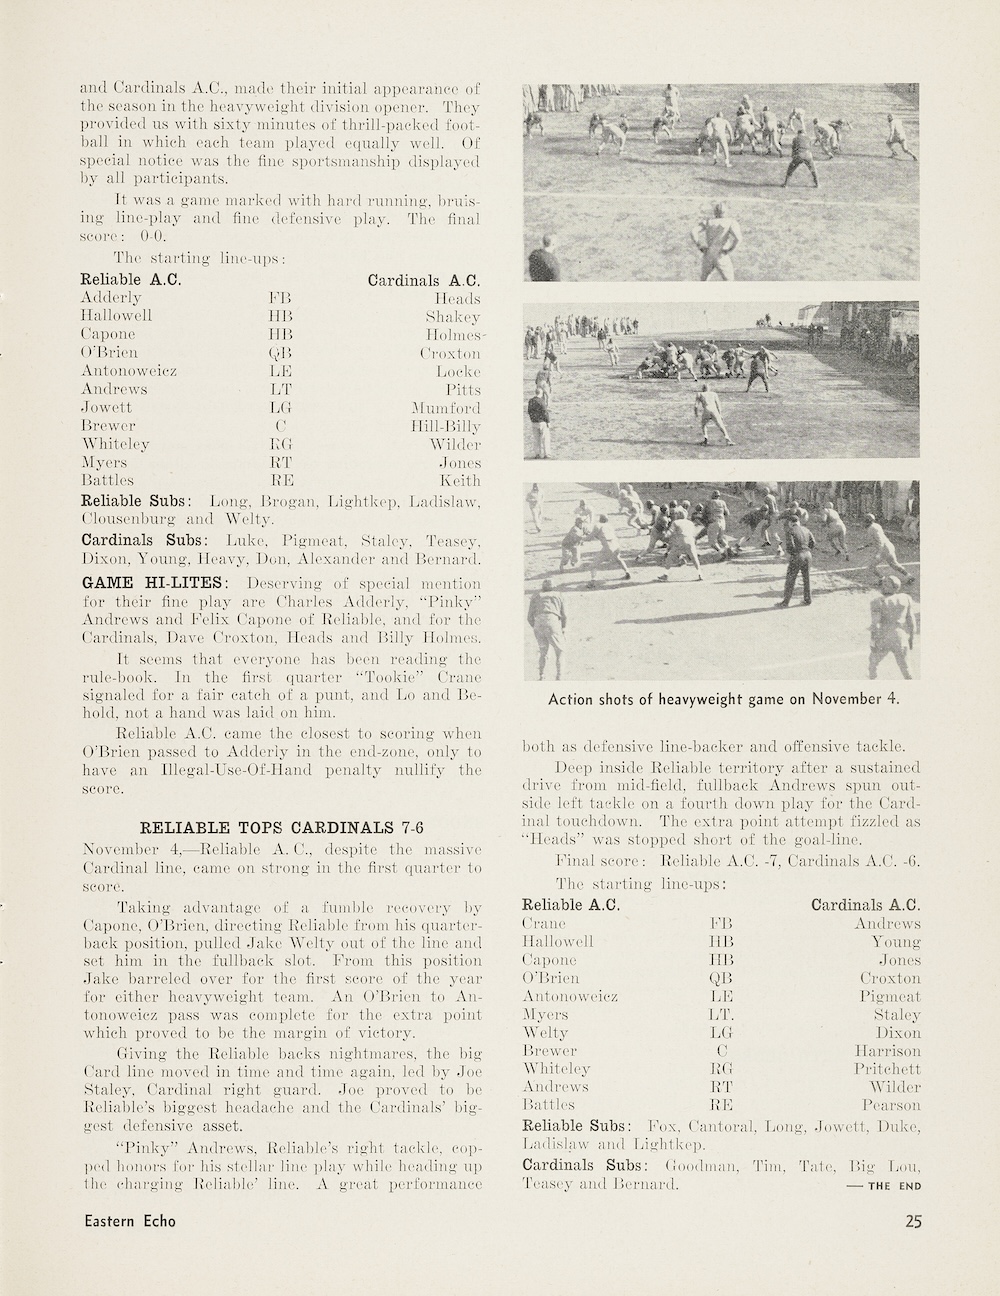 and Cardinals A.C., made their initial appearance of
the season in the heavyweight division opener. They
provided us with sixty minutes of thrill-packed foot-
ball in which each team played equally well. Of
special notice was the fine sportsmanship displayed
by all participants.
It was a game marked with hard running, bruis-
ing line-play and fine defensive play. The final
score: 0-0.
The starting line-ups:
Reliable A.C. Cardinals A.C.
Adderly FB Heads
Hallowell HB Shakey
Capone HB Holmes-
O'Brien QB Croxton
Antonoweicz LE Locke
Andrews LT Pitts
Jowett LG Mumford
Brewer C Hill-Billy
Whiteley RG Wilder
Myers RT Jones
Battles RE Keith
Reliable Subs: Long, Brogan, Lightkep, Ladislaw,
Clousenburg and Welty.
Cardinals Subs: Luke, Pigmeat, Staley, Teasey,
Dixon, Young, Heavy, Don, Alexander and Bernard.
GAME HI-LITES: Deserving of special mention
for their fine play are Charles Adderly, "Pinky"
Andrews and Felix Capone of Reliable, and for the
Cardinals, Dave Croxton, Heads and Billy Holmes.
It seems that everyone has been reading the
rule-book. In the first quarter "Tookie" Crane
signaled for a fair catch of a punt, and Lo and Be-
hold, not a hand was laid on him.
Reliable A.C. came the closest to scoring when
O'Brien passed to Adderly in the end-zone, only to
have an Illegal-Use-Of-Hand penalty nullify the
score.
RELIABLE TOPS CARDINALS 7-6
November 4,—Reliable A. C., despite the massive
Cardinal line, came on strong in the first quarter to
score.
Taking advantage of a fumble recovery by
Capone, O'Brien, directing Reliable from his quarter-
back position, pulled Jake Welty out of the line and
set him in the fullback slot. From this position
Jake barreled over for the first score of the year
for either heavyweight team. An O'Brien to An-
tonoweicz pass was complete for the extra point
which proved to be the margin of victory.
Giving the Reliable backs nightmares, the big
Card line moved in time and time again, led by Joe
Staley, Cardinal right guard. Joe proved to be
Reliable's biggest headache and the Cardinals' big-
gest defensive asset.
"Pinky" Andrews, Reliable's right tackle, cop-
ped honors for his stellar line play while heading up
the charging Reliable' line. A great performance
Action shots of heavyweight game on November 4.
both as defensive line-backer and offensive tackle.
Deep inside Reliable territory after a sustained
drive from mid-field, fullback Andrews spun out-
side left tackle on a fourth down play for the Card-
inal touchdown. The extra point attempt fizzled as
"Heads" was stopped short of the goal-line.
Final score: Reliable A.C. -7, Cardinals A.C. -6.
The starting line-ups:
Reliable A.C. Cardinals A.C.
Crane FB Andrews
Hallowell HB Young
Capone HB Jones
O'Brien QB Croxton
Antonoweicz LE Pigmeat
Myers LT. Staley
Welty LG Dixon
Brewer C Harrison
Whiteley RG Pritchett
Andrews RT Wilder
Battles RE Pearson
Reliable Subs: Fox, Cantoral, Long, Jowett, Duke,
Ladislaw and Lightkep.
Cardinals Subs: Goodman, Tim, Tate, Big Lou,
Teasey and Bernard. — THE END
Eastern Echo 25